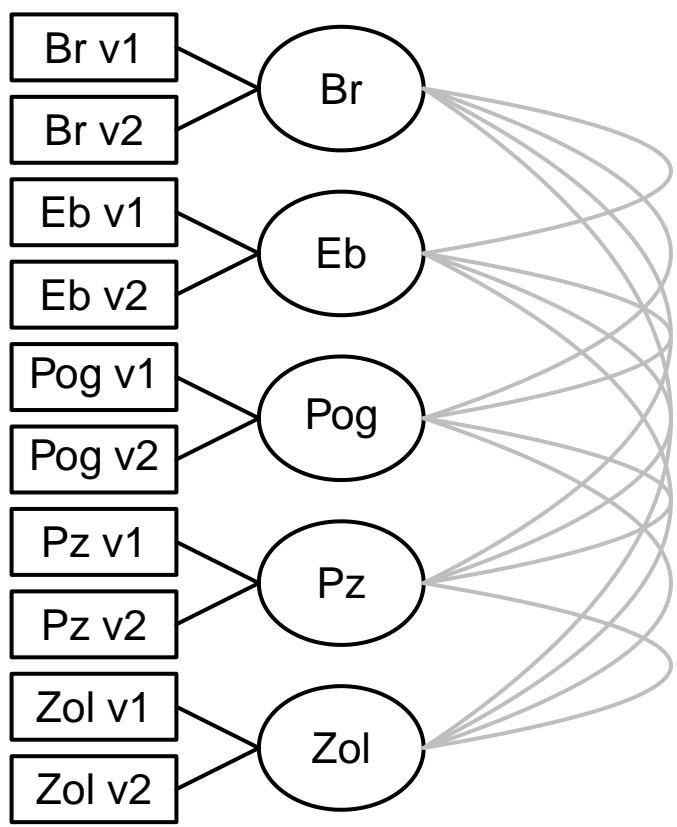 Br v1
Br v2
Br
Eb v1
Eb v2
Eb
Pog v1
Pog v2
Pog
Pz v1
Pz v2
Pz
Zol v1
Zol v2
Zol